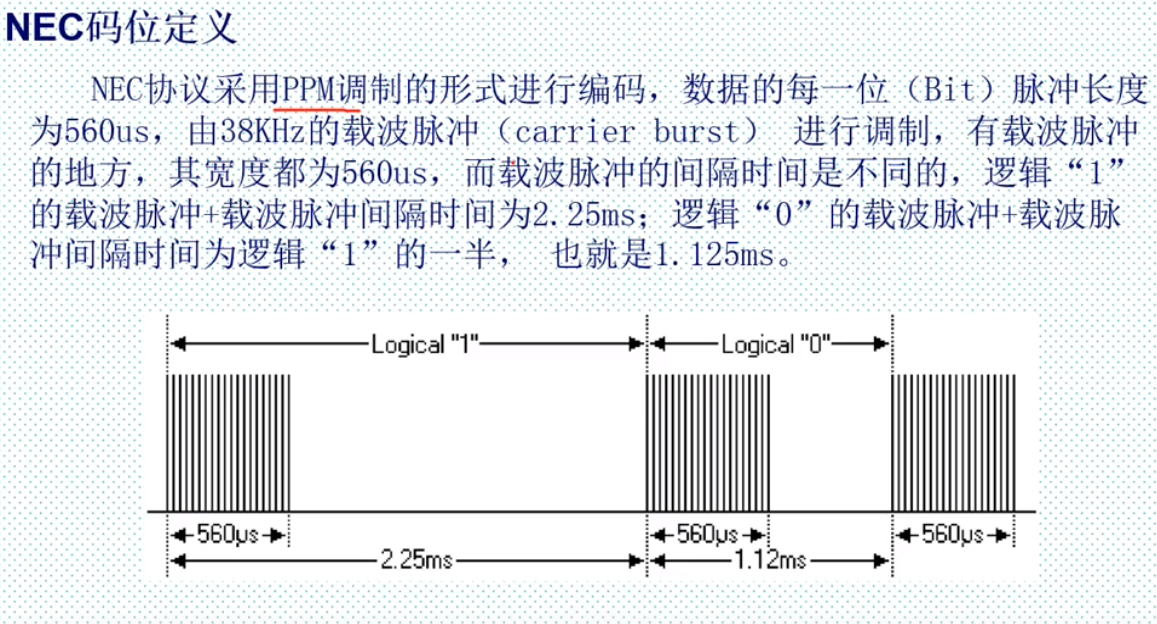 NEC码位定义
NEC协议采用PPM调制的形式进行编码，数据的每一位（Bit）脉冲长度
为560us，由38KHz的载波脉冲（carrier burst） 进行调制，有载波脉冲
的地方，其宽度都为560us，而载波脉冲的间隔时间是不同的，逻辑“1”
的载波脉冲+载波脉冲间隔时间为2.25ms；逻辑“0”的载波脉冲+载波脉
冲间隔时间为逻辑“1”的一半， 也就是1.125ms。
Logical "1" Logical "0"
560μs 560μs 560μs
2.25ms 1.12ms